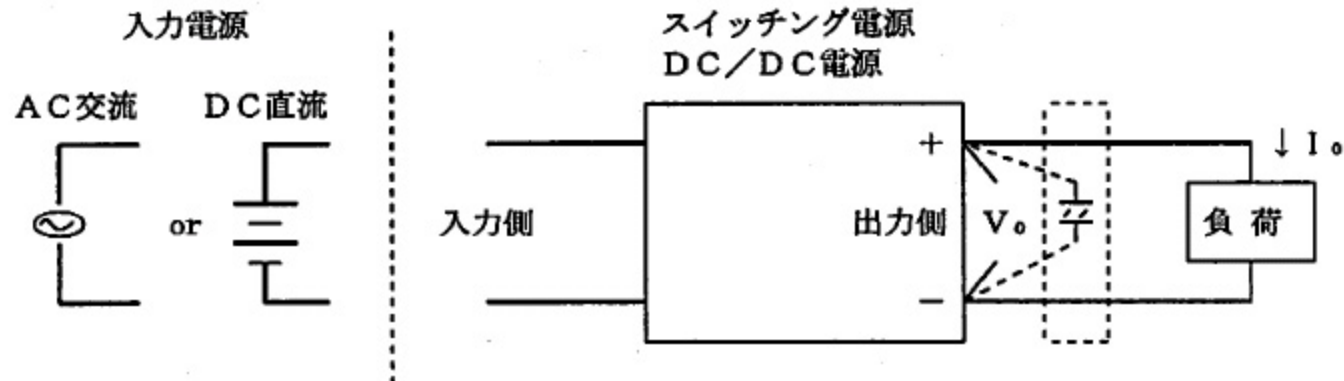 入力電源
スイッチング電源
DC／DC電源
AC交流
DC直流
or
入力側
＋
出力側
－
Vo
↓Io
負荷